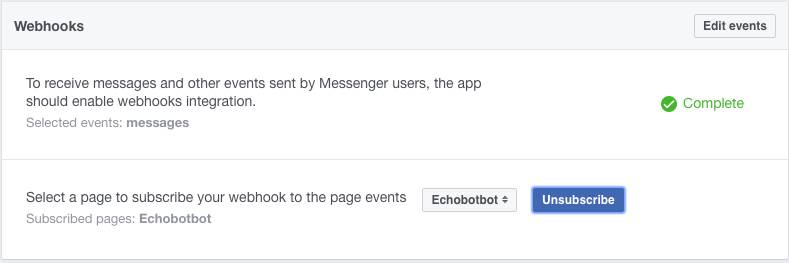 Webhooks
Edit events
To receive messages and other events sent by Messenger users, the app
should enable webhooks integration.
Selected events: messages
Complete
Select a page to subscribe your webhook to the page events
Echobotbot
Unsubscribe
Subscribed pages: Echobotbot